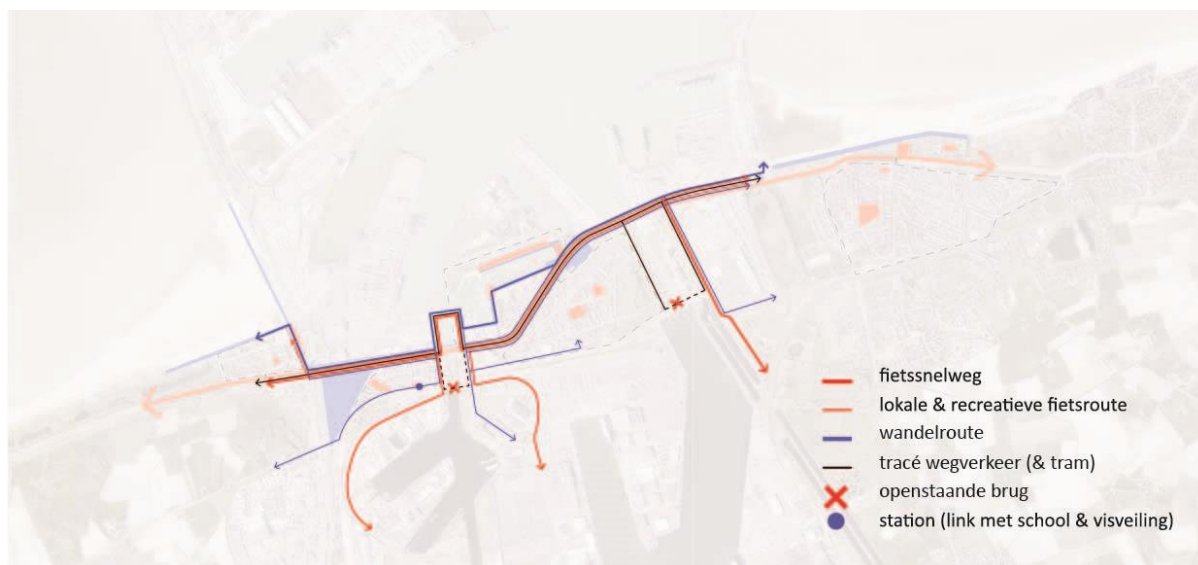 fietssnelweg
lokale & recreatieve fietsroute
wandelroute
tracé wegverkeer (& tram)
openstaande brug
station (link met school & visveiling)